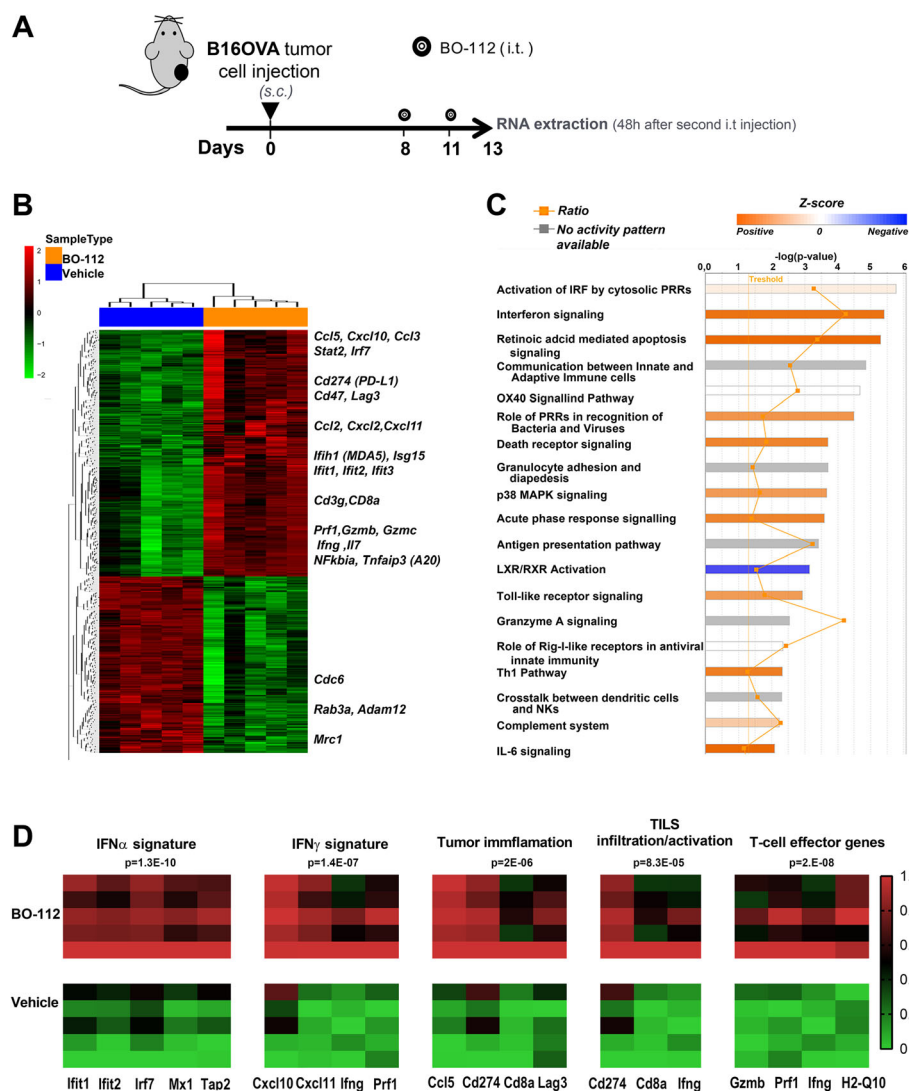 A
B16OVA tumor
cell injection
(s.c.)
BO-112 (i.t.)
RNA extraction (48h after second i.t injection)
Days
0
8
11
13
B
SampleType
BO-112
Vehicle
2
1
0
−1
−2
Ccl5, Cxcl10, Ccl3
Stat2, Irf7
Cd274 (PD-L1)
Cd47, Lag3
Ccl2, Cxcl2,Cxcl11
Ifih1 (MDA5), Isg15
Ifit1, Ifit2, Ifit3
Cd3g,CD8a
Prf1,Gzmb, Gzmc
Ifng ,Il7
NFkbia, Tnfaip3 (A20)
Cdc6
Rab3a, Adam12
Mrc1
C
Ratio
No activity pattern
available
Z-score
Positive
0
Negative
-log(p-value)
0,0
1
2
3
4
5
6
Treshold
Activation of IRF by cytosolic PRRs
Interferon signaling
Retinoic adcid mediated apoptosis
signaling
Communication between Innate and
Adaptive Immune cells
OX40 Signallind Pathway
Role of PRRs in recognition of
Bacteria and Viruses
Death receptor signaling
Granulocyte adhesion and
diapedesis
p38 MAPK signaling
Acute phase response signalling
Antigen presentation pathway
LXR/RXR Activation
Toll-like receptor signaling
Granzyme A signaling
Role of Rig-I-like receptors in antiviral
innate immunity
Th1 Pathway
Crosstalk between dendritic cells
and NKs
Complement system
IL-6 signaling
D
IFNα signature
p=1.3E-10
IFNγ signature
p=1.4E-07
Tumor immflamation
p=2E-06
TILS
infiltration/activation
p=8.3E-05
T-cell effector genes
p=2.E-08
BO-112
Vehicle
Ifit1 Ifit2 Irf7 Mx1 Tap2
Cxcl10 Cxcl11 Ifng Prf1
Ccl5 Cd274 Cd8a Lag3
Cd274 Cd8a Ifng
Gzmb Prf1 Ifng H2-Q10